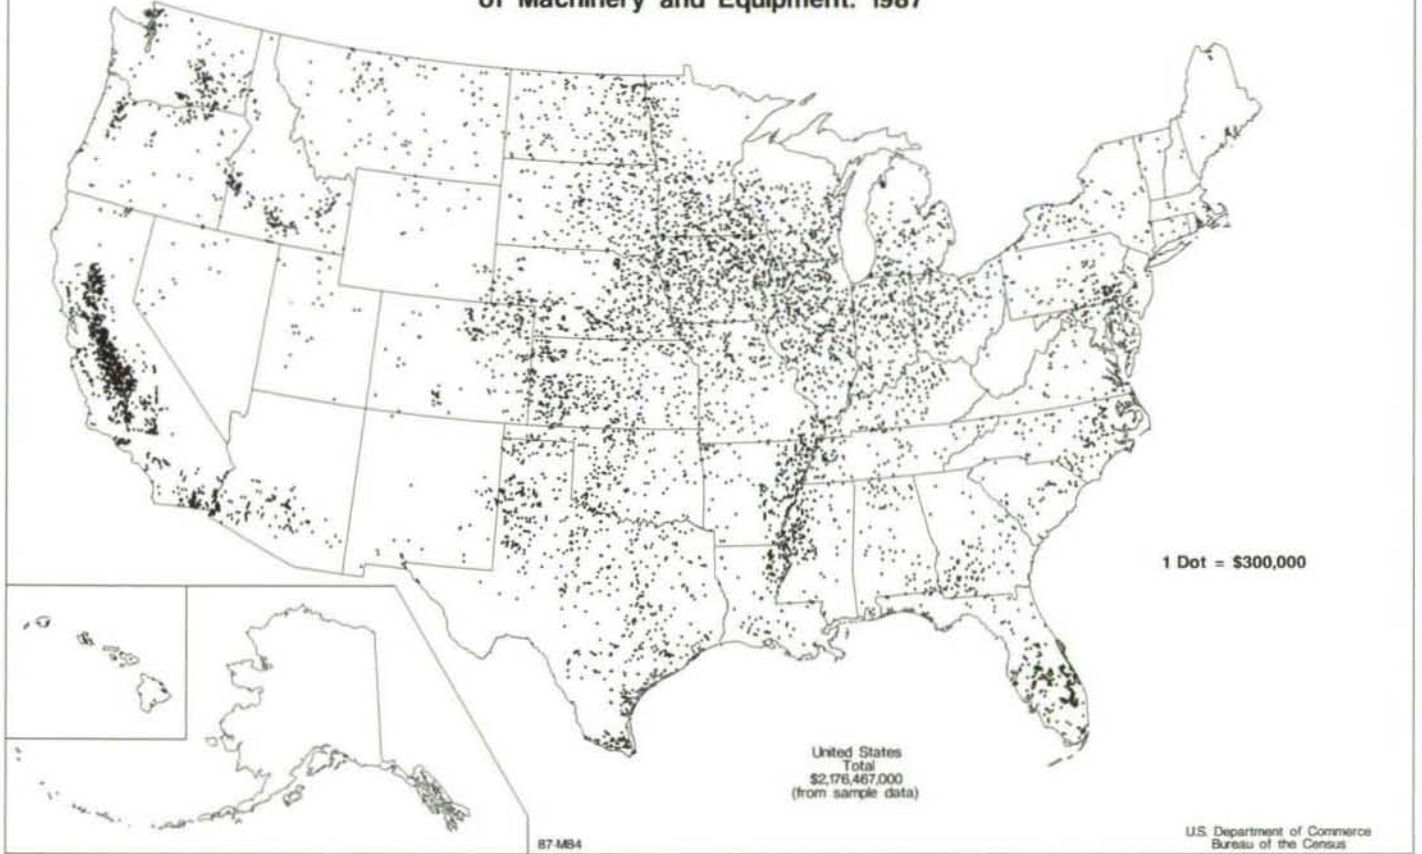 of Machinery and Equipment: 1987
1 Dot = $300,000
United States
Total
$2,176,467,000
(from sample data)
87-M84
U.S. Department of Commerce
Bureau of the Census